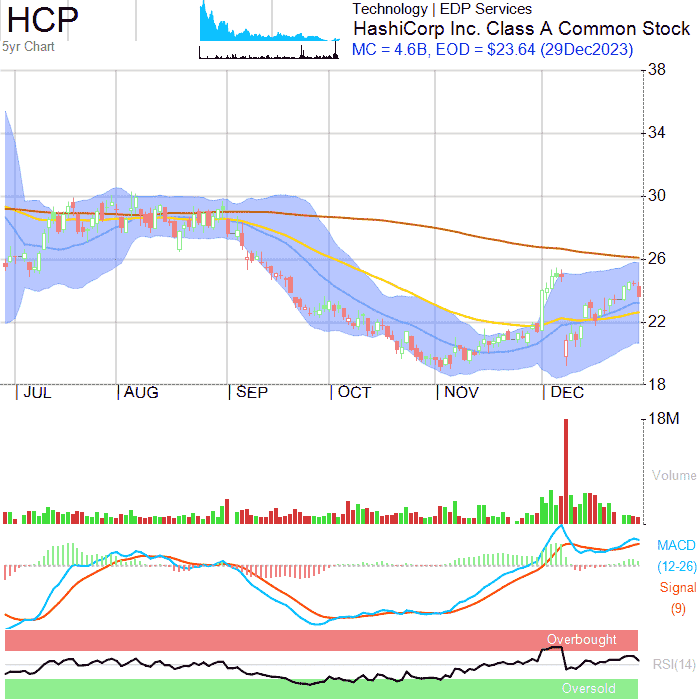 HCP
5yr Chart
Technology | EDP Services
HashiCorp Inc. Class A Common Stock
MC = 4.6B, EOD = $23.64 (29Dec2023)
38
34
30
26
22
18
JUL AUG SEP OCT NOV DEC
18M
Volume
MACD
(12-26)
Signal
(9)
Overbought
RSI(14)
Oversold